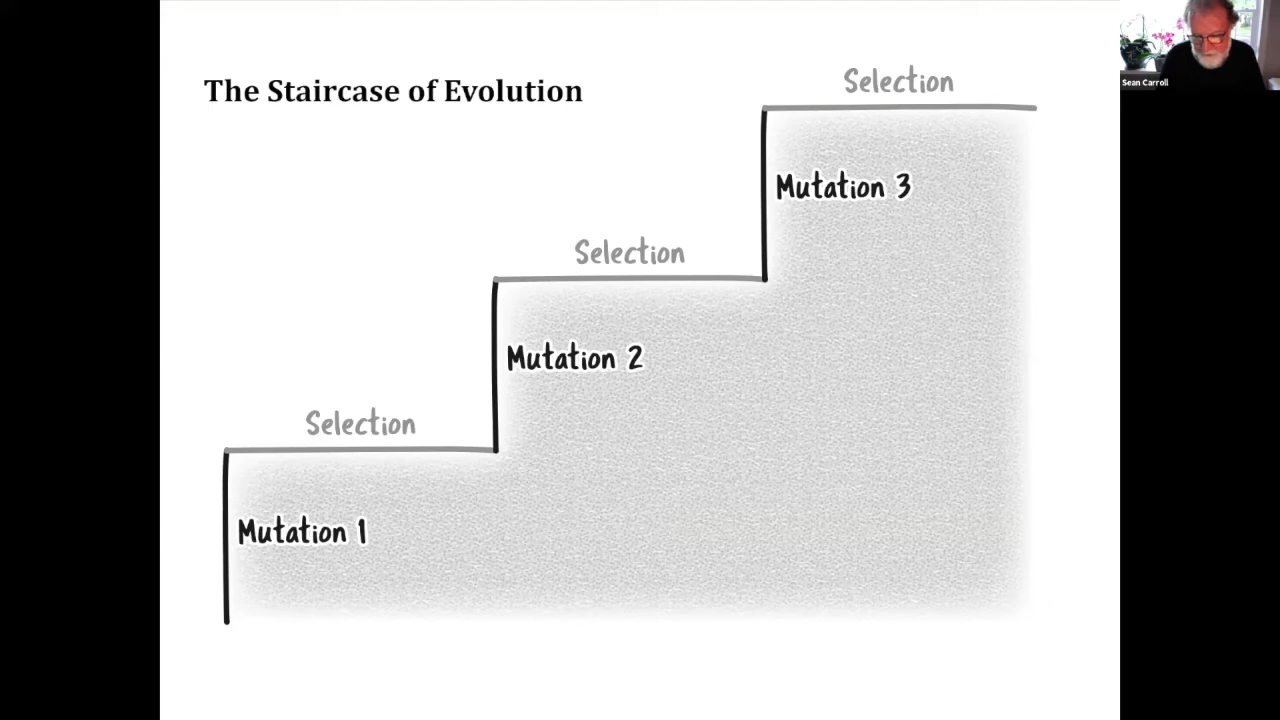 The Staircase of Evolution
Selection
Mutation 3
Selection
Mutation 2
Selection
Mutation 1
Sean Carroll